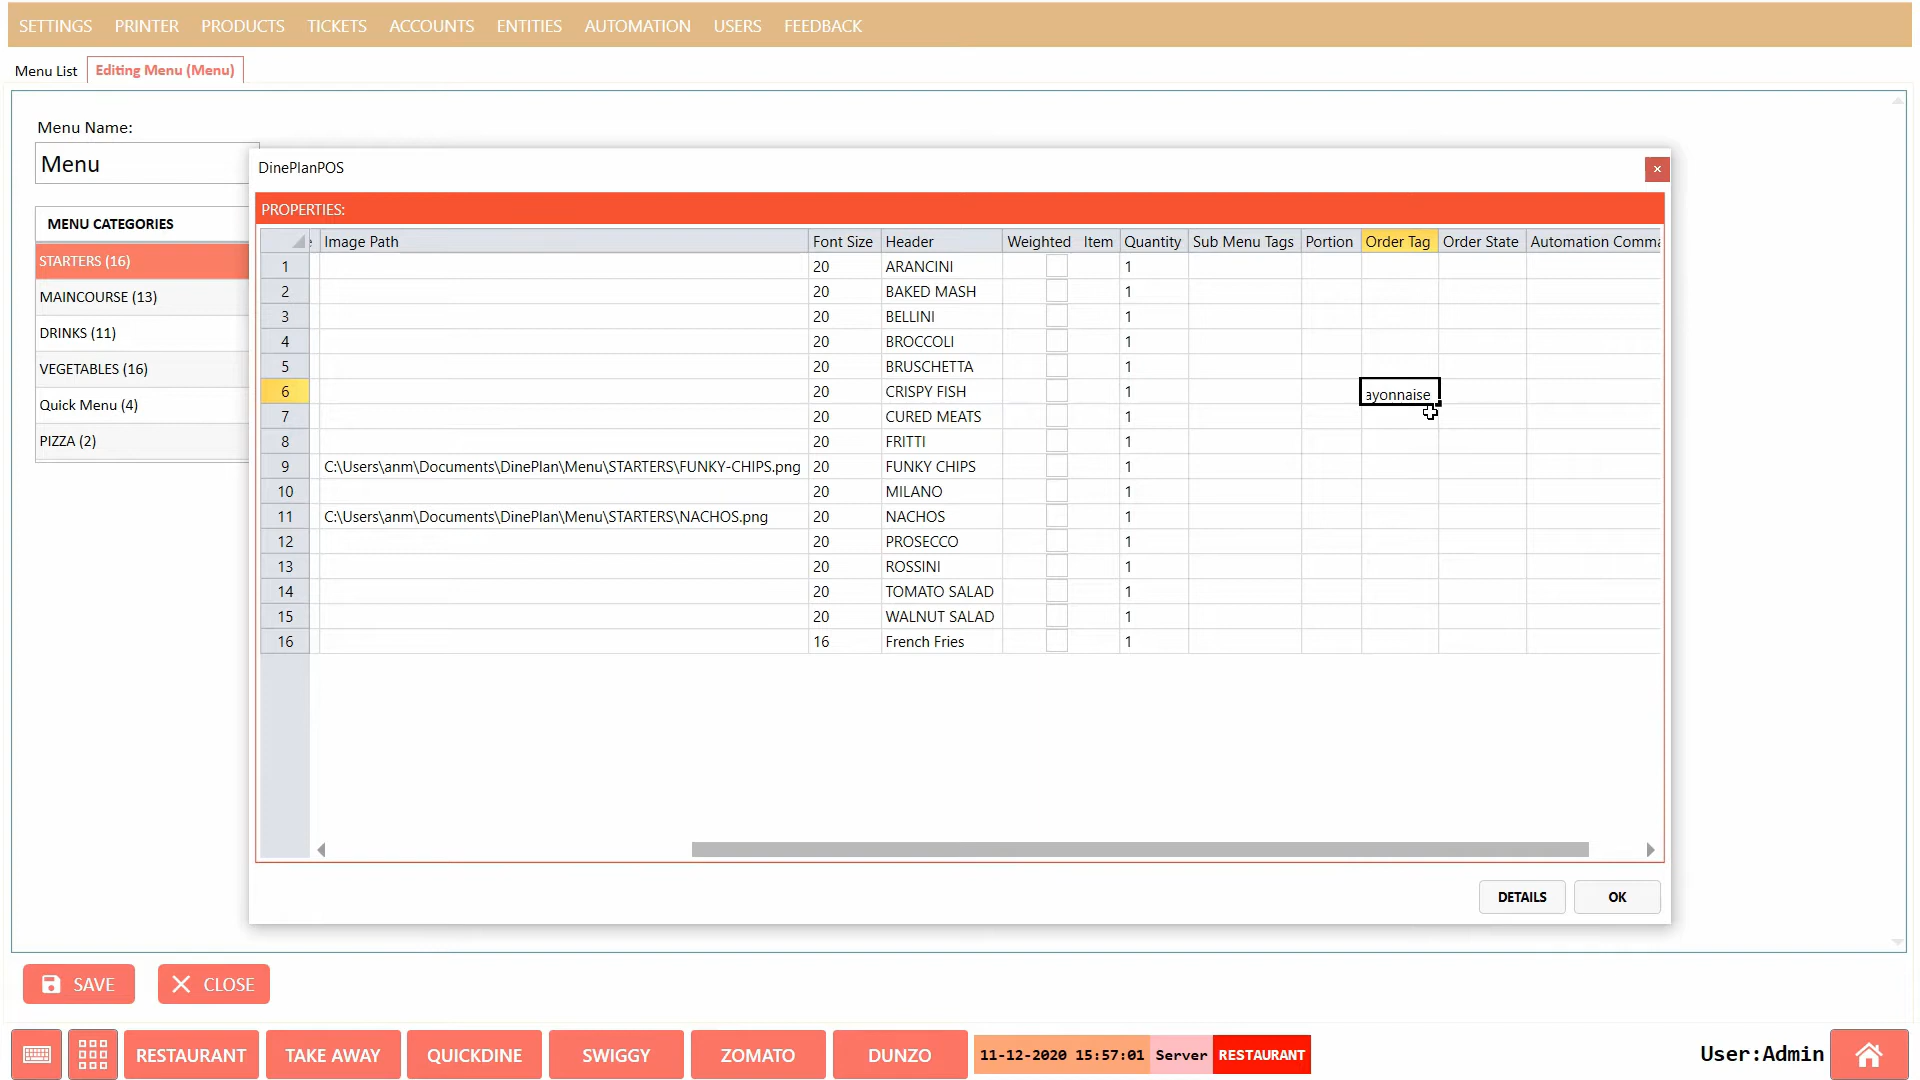 SETTINGS PRINTER PRODUCTS TICKETS ACCOUNTS ENTITIES AUTOMATION USERS FEEDBACK
Menu List Editing Menu (Menu)
Menu Name:
Menu
MENU CATEGORIES
STARTERS (16)
MAINCOURSE (13)
DRINKS (11)
VEGETABLES (16)
Quick Menu (4)
PIZZA (2)
DinePlanPOS
PROPERTIES:
Image Path Font Size Header Weighted Item Quantity Sub Menu Tags Portion Order Tag Order State Automation Comma
1 20 ARANCINI 1
2 20 BAKED MASH 1
3 20 BELLINI 1
4 20 BROCCOLI 1
5 20 BRUSCHETTA 1
6 20 CRISPY FISH 1 ayonnaise
7 20 CURED MEATS 1
8 20 FRITTI 1
9 C:\Users\anm\Documents\DinePlan\Menu\STARTERS\FUNKY-CHIPS.png 20 FUNKY CHIPS 1
10 20 MILANO 1
11 C:\Users\anm\Documents\DinePlan\Menu\STARTERS\NACHOS.png 20 NACHOS 1
12 20 PROSECCO 1
13 20 ROSSINI 1
14 20 TOMATO SALAD 1
15 20 WALNUT SALAD 1
16 16 French Fries 1
DETAILS OK
SAVE CLOSE
RESTAURANT TAKE AWAY QUICKDINE SWIGGY ZOMATO DUNZO 11-12-2020 15:57:01 Server RESTAURANT User:Admin